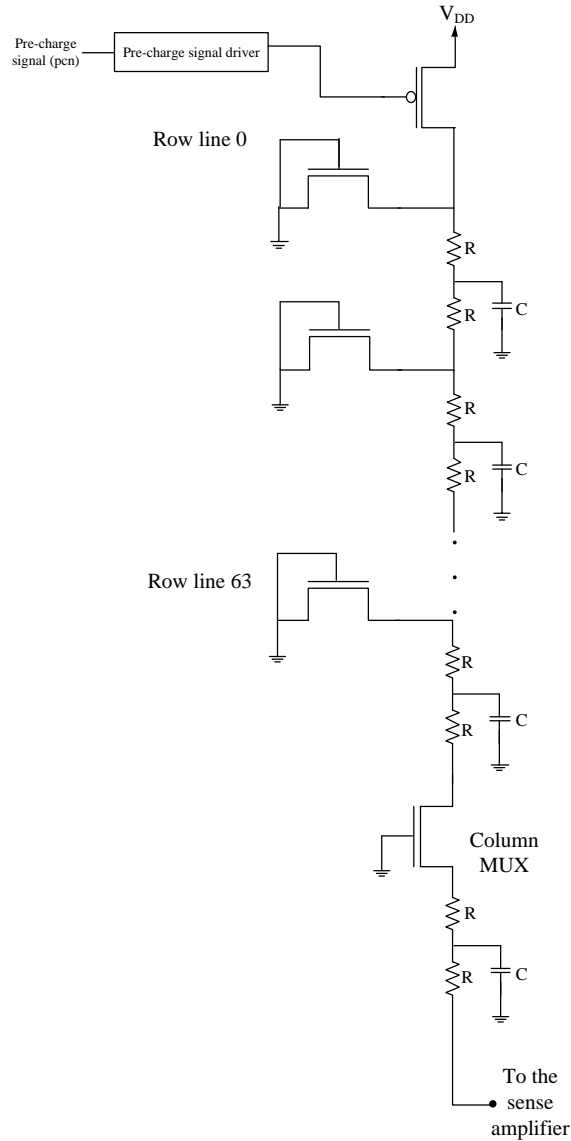 V_DD
Pre-charge
signal (pcn)
Pre-charge signal driver
Row line 0
R
C
R
R
C
R
Row line 63
R
C
R
Column
MUX
R
C
R
To the
sense
amplifier